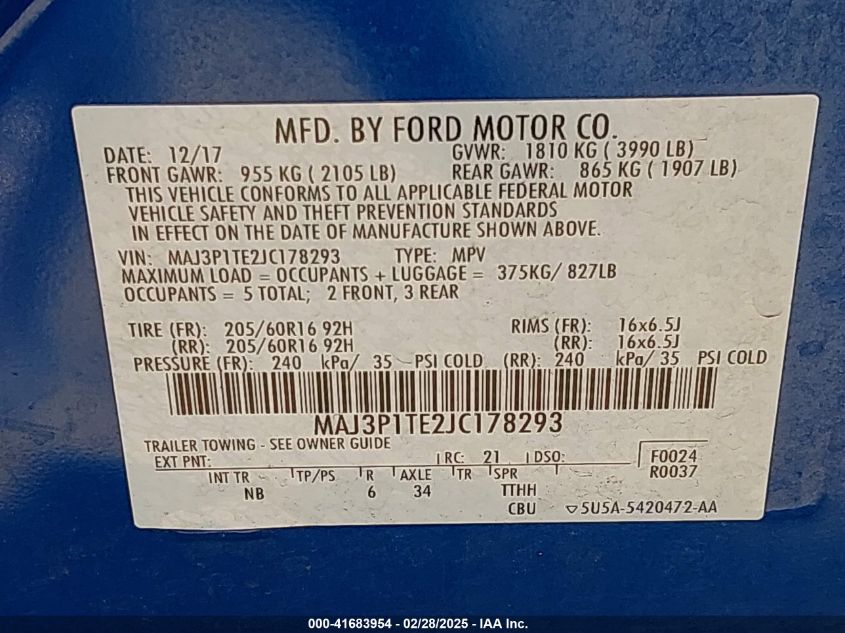 MFD. BY FORD MOTOR CO.
DATE: 12/17 GVWR: 1810 KG ( 3990 LB)
FRONT GAWR: 955 KG ( 2105 LB) REAR GAWR: 865 KG ( 1907 LB)
THIS VEHICLE CONFORMS TO ALL APPLICABLE FEDERAL MOTOR
VEHICLE SAFETY AND THEFT PREVENTION STANDARDS
IN EFFECT ON THE DATE OF MANUFACTURE SHOWN ABOVE.
VIN: MAJ3P1TE2JC178293 TYPE: MPV
MAXIMUM LOAD = OCCUPANTS + LUGGAGE = 375KG/ 827LB
OCCUPANTS = 5 TOTAL; 2 FRONT, 3 REAR
TIRE (FR): 205/60R16 92H RIMS (FR): 16x6.5J
(RR): 205/60R16 92H (RR): 16x6.5J
PRESSURE (FR): 240 kPa/ 35 PSI COLD (RR): 240 kPa/ 35 PSI COLD
MAJ3P1TE2JC178293
TRAILER TOWING - SEE OWNER GUIDE
EXT PNT: RC: 21 DSO: F0024
R0037
INT TR TP/PS R AXLE TR SPR
NB 6 34 TTHH
CBU ▽5U5A-5420472-AA
000-41683954 - 02/28/2025 - IAA Inc.